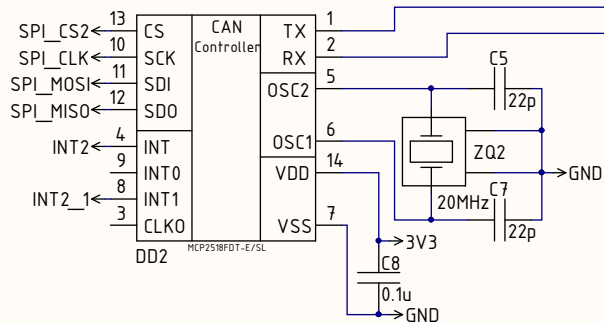 SPI_CS2 13 CS CAN TX 1
SPI_CLK 10 SCK Controller RX 2
SPI_MOSI 11 SDI
SPI_MISO 12 SDO OSC2 5 C5 22p
INT2 4 INT OSC1 6 ZQ2
9 INT0 VDD 14 GND
INT2_1 8 INT1 20MHz C7
3 CLKO VSS 7 22p
DD2 MCP2518FDT-E/SL 3V3
C8
0.1u
GND